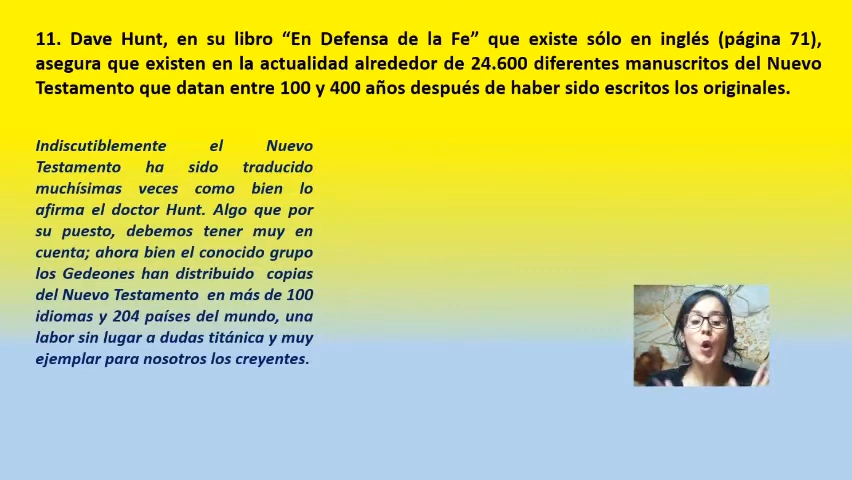 11. Dave Hunt, en su libro “En Defensa de la Fe” que existe sólo en inglés (página 71),
asegura que existen en la actualidad alrededor de 24.600 diferentes manuscritos del Nuevo
Testamento que datan entre 100 y 400 años después de haber sido escritos los originales.
Indiscutiblemente el Nuevo
Testamento ha sido traducido
muchísimas veces como bien lo
afirma el doctor Hunt. Algo que por
su puesto, debemos tener muy en
cuenta; ahora bien el conocido grupo
los Gedeones han distribuido copias
del Nuevo Testamento en más de 100
idiomas y 204 países del mundo, una
labor sin lugar a dudas titánica y muy
ejemplar para nosotros los creyentes.